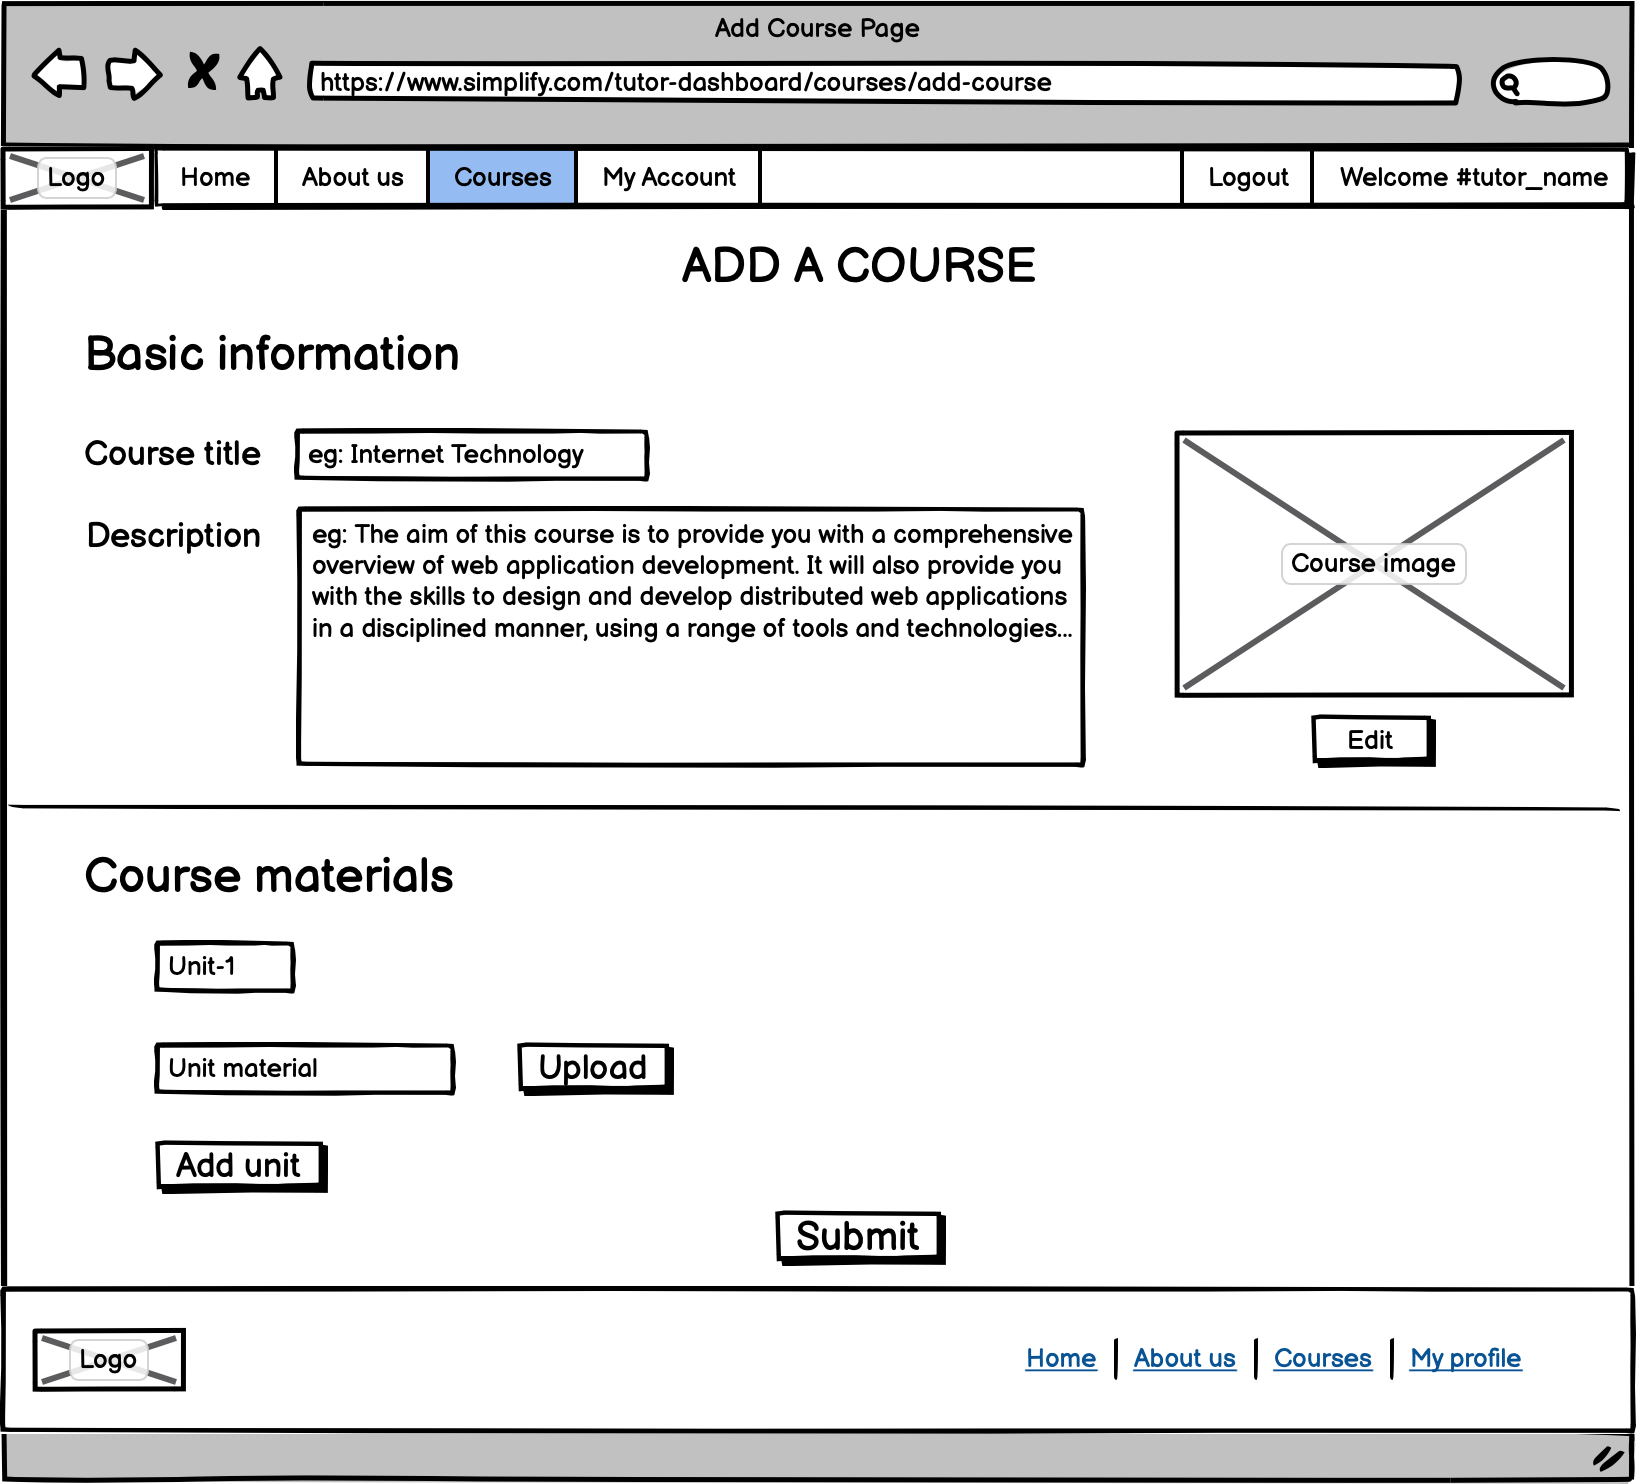 Add Course Page
https://www.simplify.com/tutor-dashboard/courses/add-course
Logo
Home
About us
Courses
My Account
Logout
Welcome #tutor_name
ADD A COURSE
Basic information
Course title
eg: Internet Technology
Description
eg: The aim of this course is to provide you with a comprehensive
overview of web application development. It will also provide you
with the skills to design and develop distributed web applications
in a disciplined manner, using a range of tools and technologies...
Course image
Edit
Course materials
Unit-1
Unit material
Upload
Add unit
Submit
Logo
Home
About us
Courses
My profile